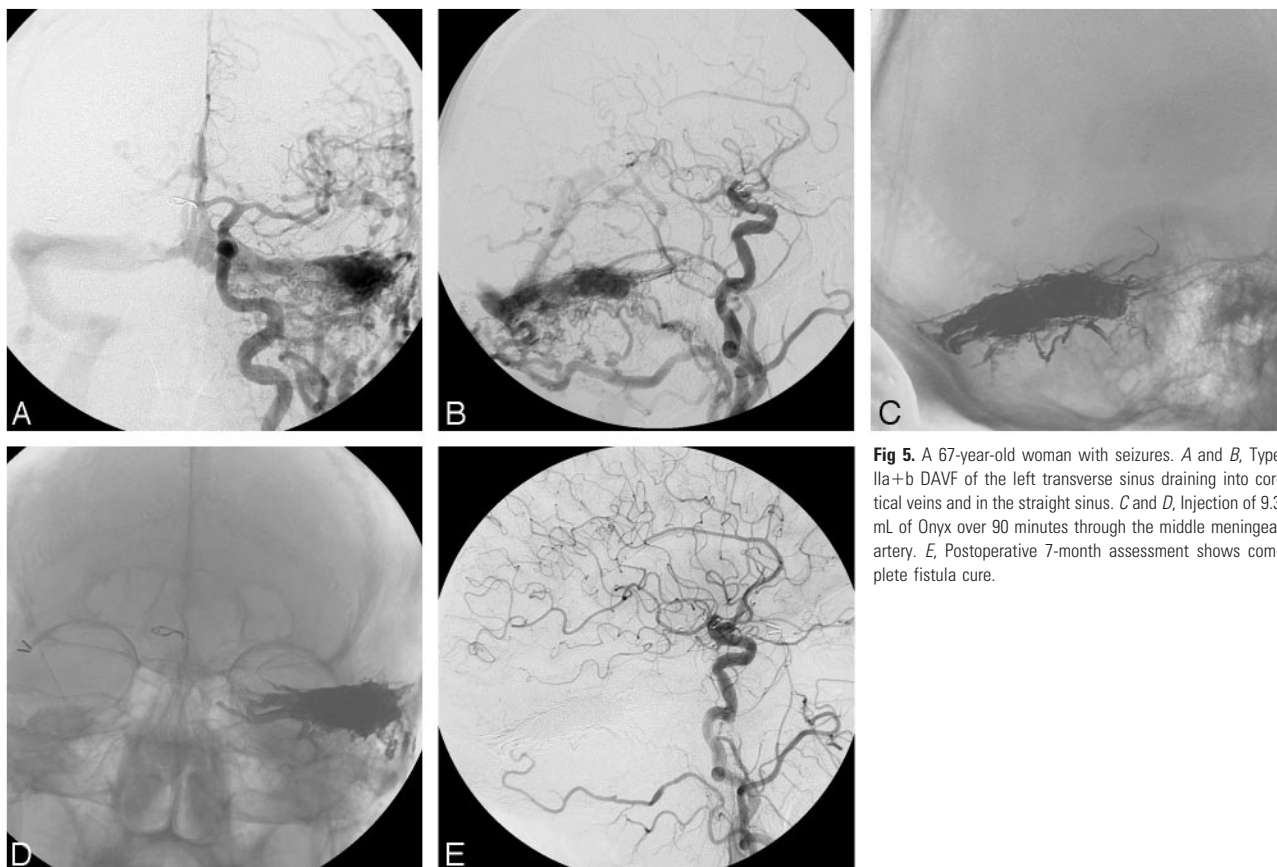 A
B
C
D
E
Fig 5. A 67-year-old woman with seizures. A and B, Type
IIa+b DAVF of the left transverse sinus draining into cor-
tical veins and in the straight sinus. C and D, Injection of 9.3
mL of Onyx over 90 minutes through the middle meningea
artery. E, Postoperative 7-month assessment shows com-
plete fistula cure.